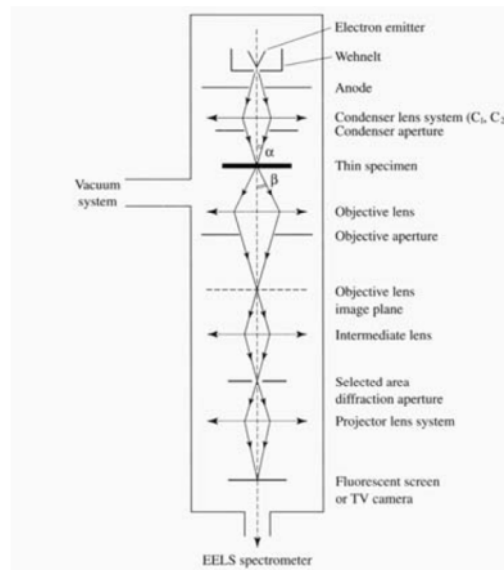 Electron emitter
Wehnelt
Anode
Condenser lens system (C₁, C₂
Condenser aperture
α
Thin specimen
β
Vacuum
system
Objective lens
Objective aperture
Objective lens
image plane
Intermediate lens
Selected area
diffraction aperture
Projector lens system
Fluorescent screen
or TV camera
EELS spectrometer